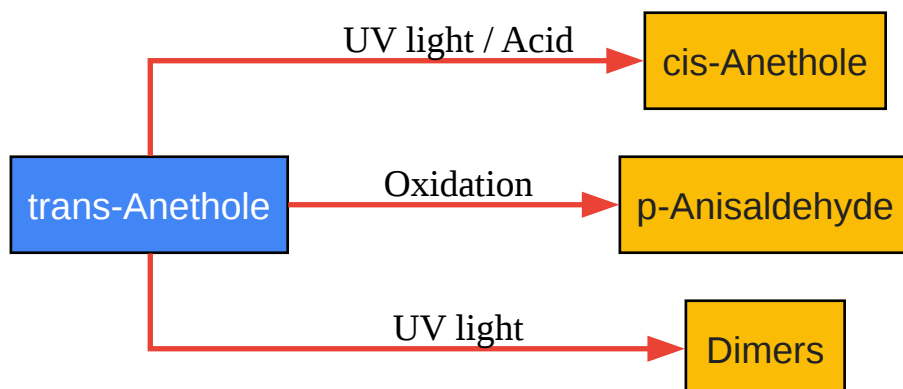 UV light / Acid
cis-Anethole
trans-Anethole
Oxidation
p-Anisaldehyde
UV light
Dimers